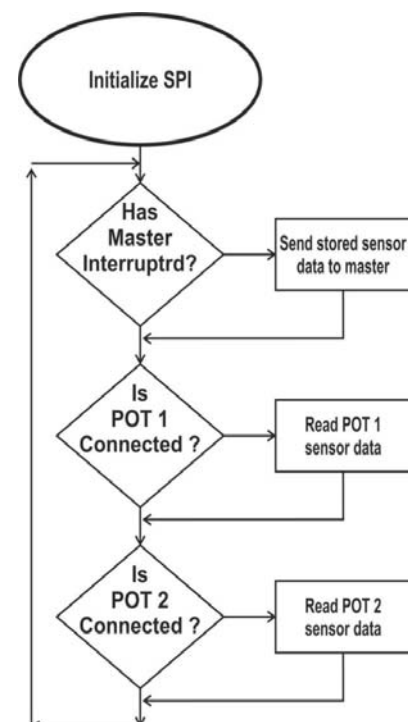 Initialize SPI
Has
Master
Interruptrd?
Send stored sensor
data to master
Is
POT 1
Connected ?
Read POT 1
sensor data
Is
POT 2
Connected ?
Read POT 2
sensor data